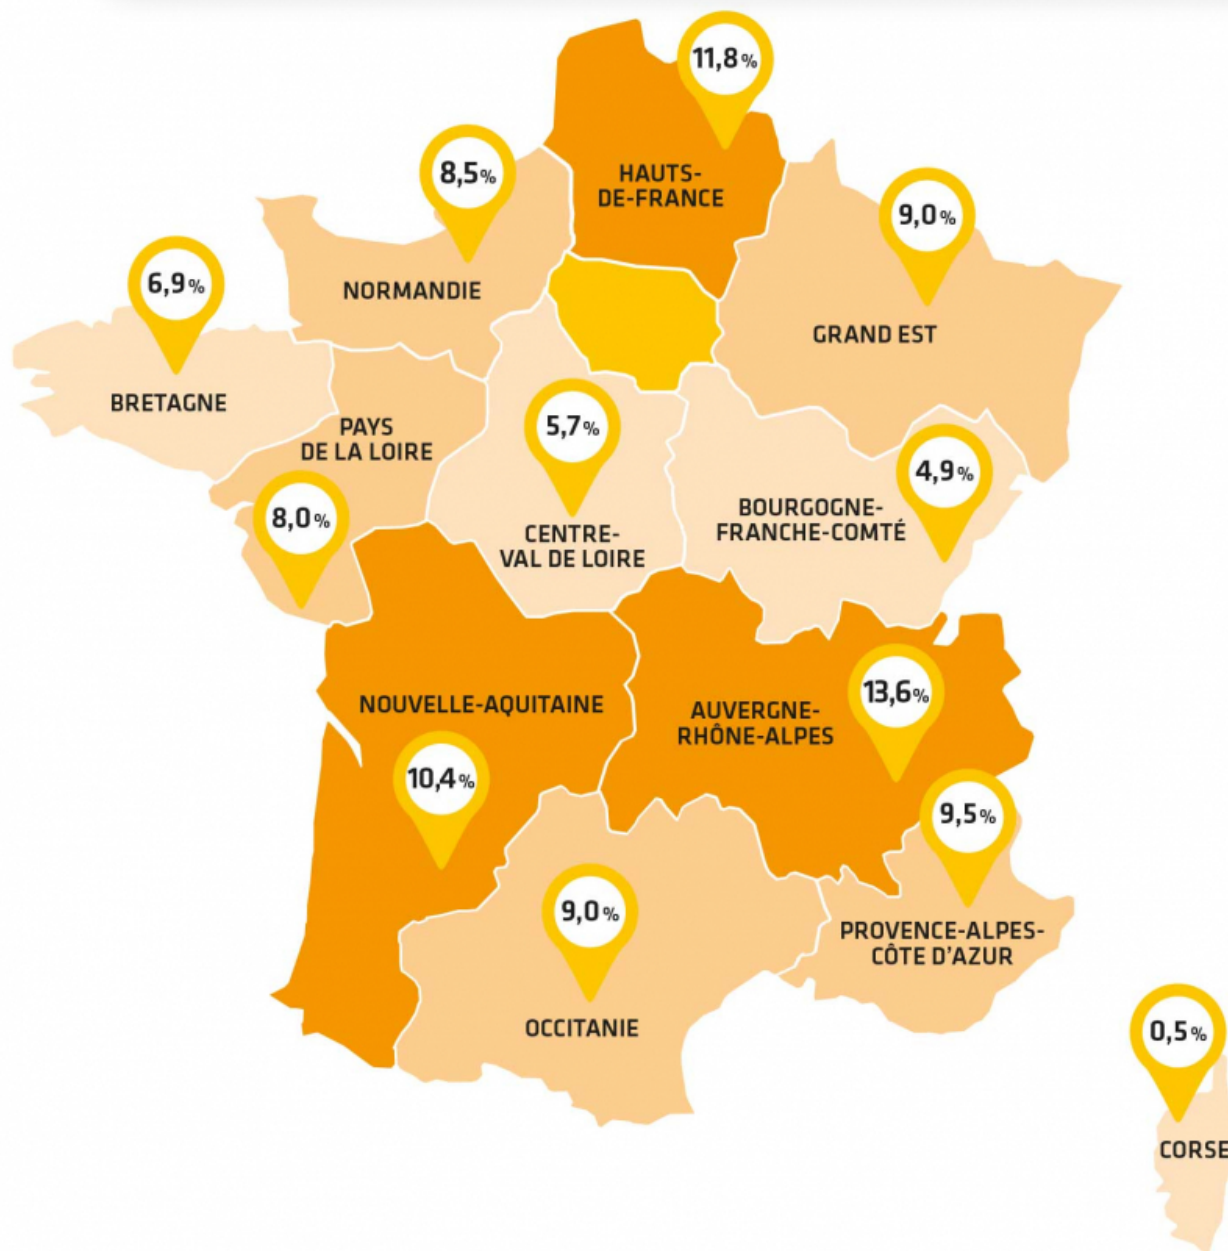 11,8%
HAUTS-
DE-FRANCE
8,5%
NORMANDIE
9,0%
GRAND EST
6,9%
BRETAGNE
PAYS
DE LA LOIRE
8,0%
5,7%
CENTRE-
VAL DE LOIRE
4,9%
BOURGOGNE-
FRANCHE-COMTÉ
NOUVELLE-AQUITAINE
10,4%
13,6%
AUVERGNE-
RHÔNE-ALPES
9,5%
PROVENCE-ALPES-
CÔTE D'AZUR
9,0%
OCCITANIE
0,5%
CORSE